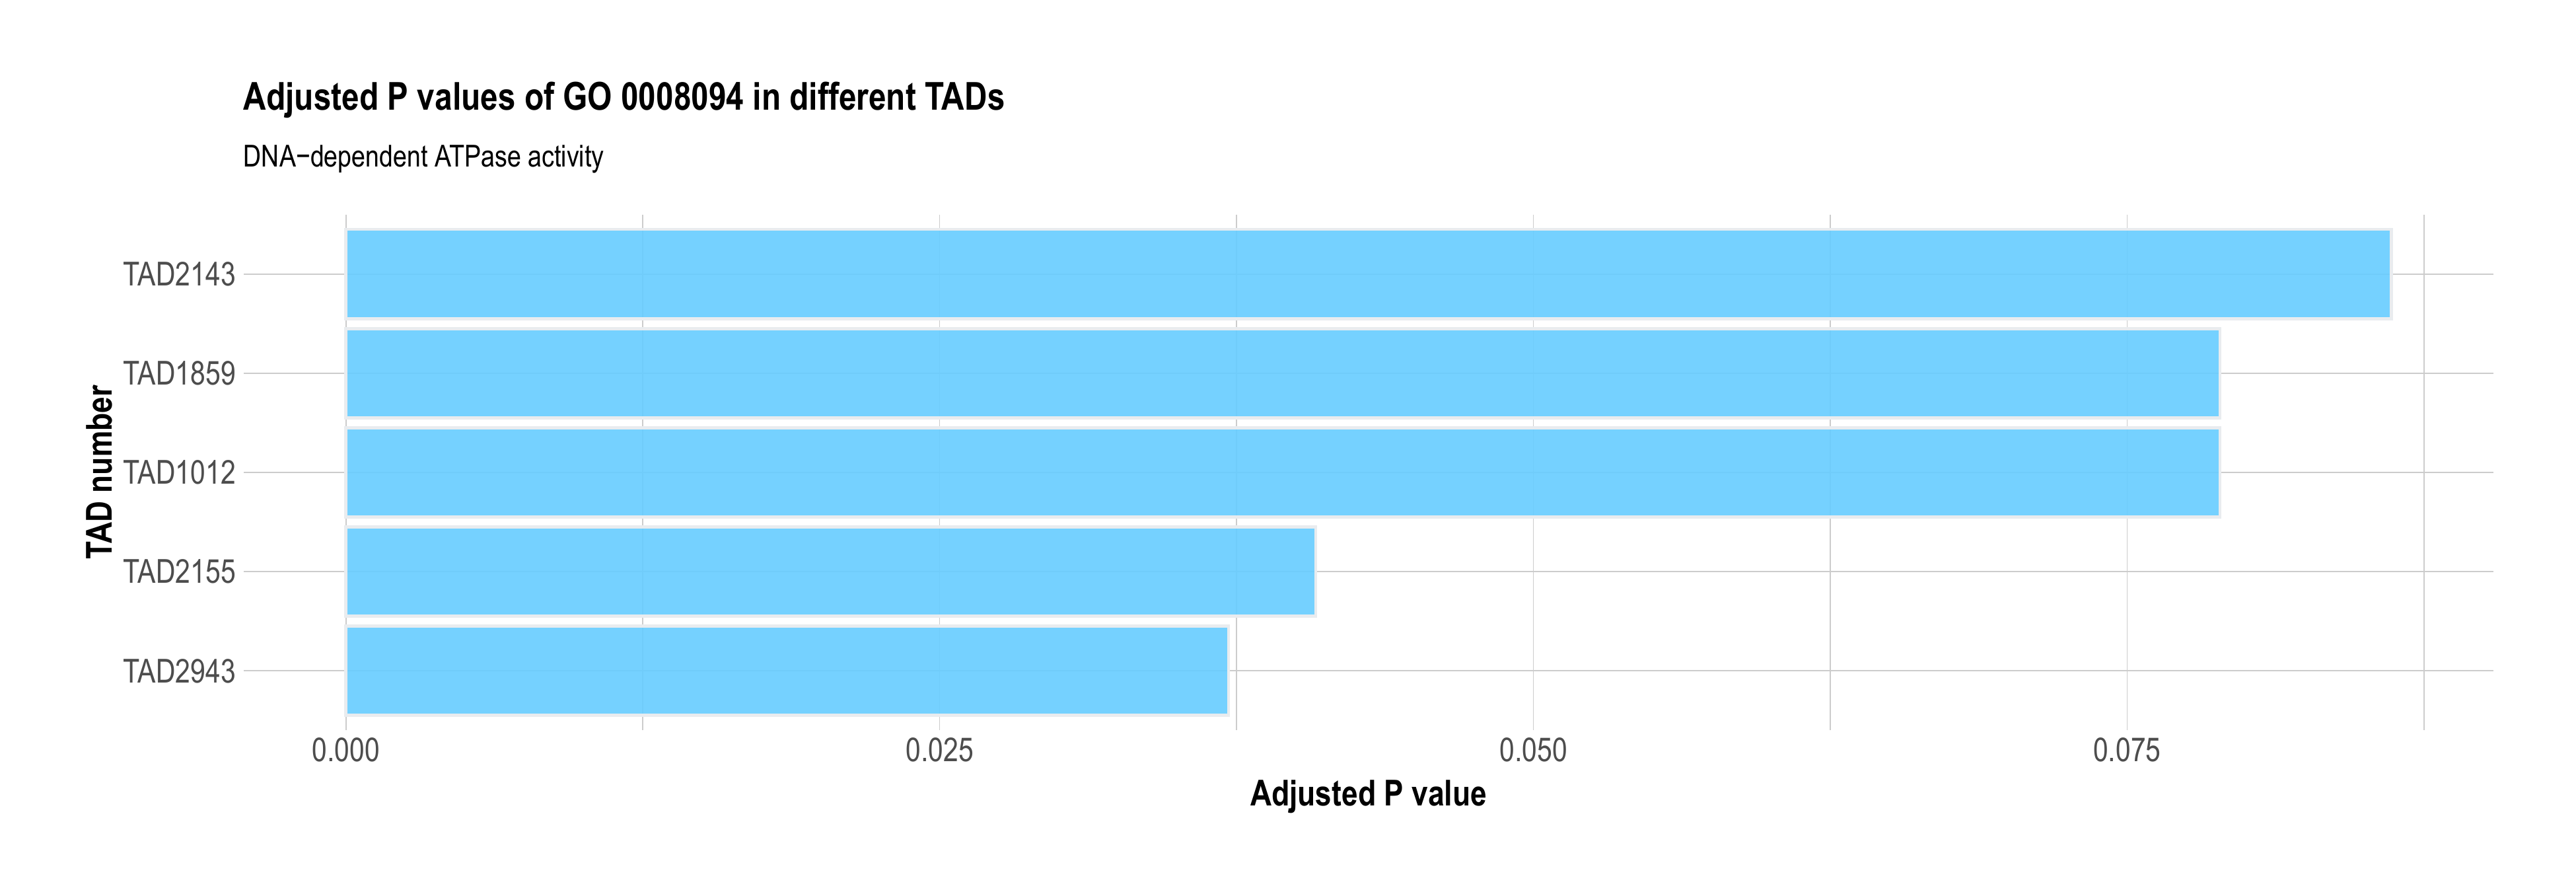 Adjusted P values of GO 0008094 in different TADs
DNA−dependent ATPase activity
TAD number
TAD2143
TAD1859
TAD1012
TAD2155
TAD2943
0.000 0.025 0.050 0.075
Adjusted P value